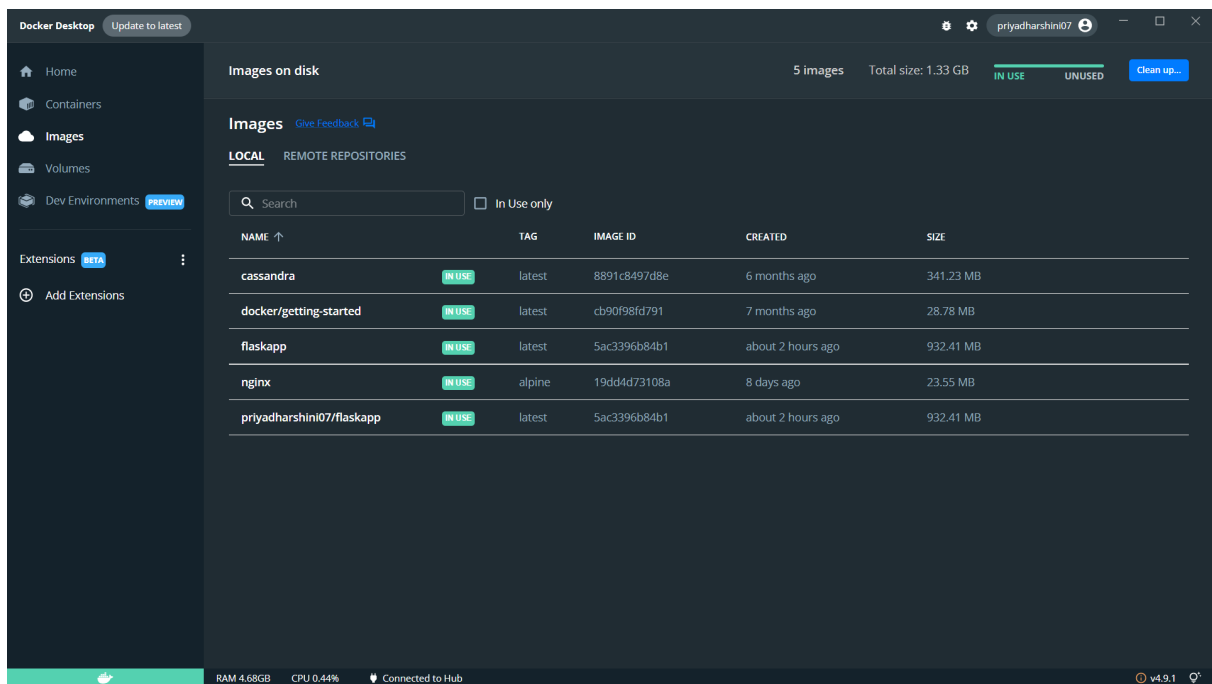 Docker Desktop Update to latest priyadharshini07
Home
Containers
Images
Volumes
Dev Environments PREVIEW
Extensions BETA
Add Extensions
Images on disk 5 images Total size: 1.33 GB IN USE UNUSED Clean up...
Images Give Feedback
LOCAL REMOTE REPOSITORIES
Search In Use only
NAME TAG IMAGE ID CREATED SIZE
cassandra IN USE latest 8891c8497d8e 6 months ago 341.23 MB
docker/getting-started IN USE latest cb90f98fd791 7 months ago 28.78 MB
flaskapp IN USE latest 5ac3396b84b1 about 2 hours ago 932.41 MB
nginx IN USE alpine 19dd4d73108a 8 days ago 23.55 MB
priyadharshini07/flaskapp IN USE latest 5ac3396b84b1 about 2 hours ago 932.41 MB
RAM 4.68GB CPU 0.44% Connected to Hub v4.9.1